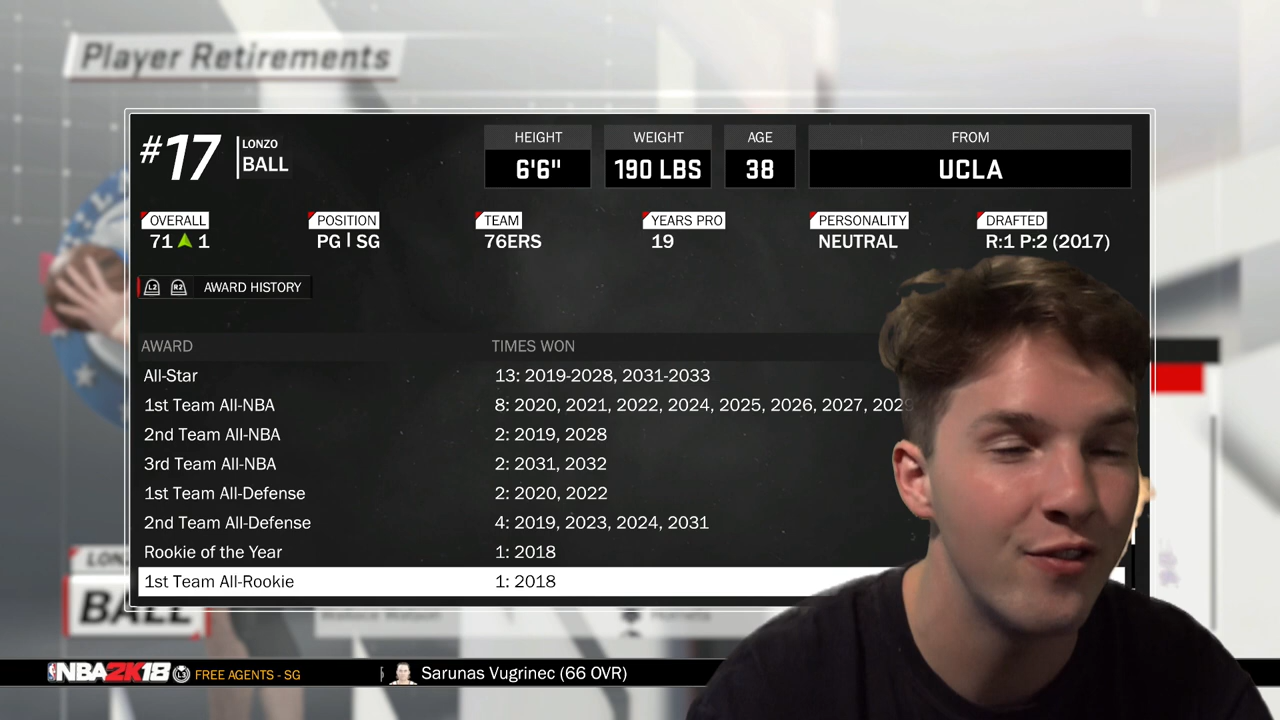 Player Retirements
#17 LONZO
BALL
HEIGHT WEIGHT AGE FROM
6'6" 190 LBS 38 UCLA
OVERALL POSITION TEAM YEARS PRO PERSONALITY DRAFTED
71 1 PG | SG 76ERS 19 NEUTRAL R:1 P:2 (2017)
L2 R2 AWARD HISTORY
AWARD TIMES WON
All-Star 13: 2019-2028, 2031-2033
1st Team All-NBA 8: 2020, 2021, 2022, 2024, 2025, 2026, 2027, 202
2nd Team All-NBA 2: 2019, 2028
3rd Team All-NBA 2: 2031, 2032
1st Team All-Defense 2: 2020, 2022
2nd Team All-Defense 4: 2019, 2023, 2024, 2031
Rookie of the Year 1: 2018
1st Team All-Rookie 1: 2018
LON
BALL
NBA2K18 FREE AGENTS - SG Sarunas Vugrinec (66 OVR)